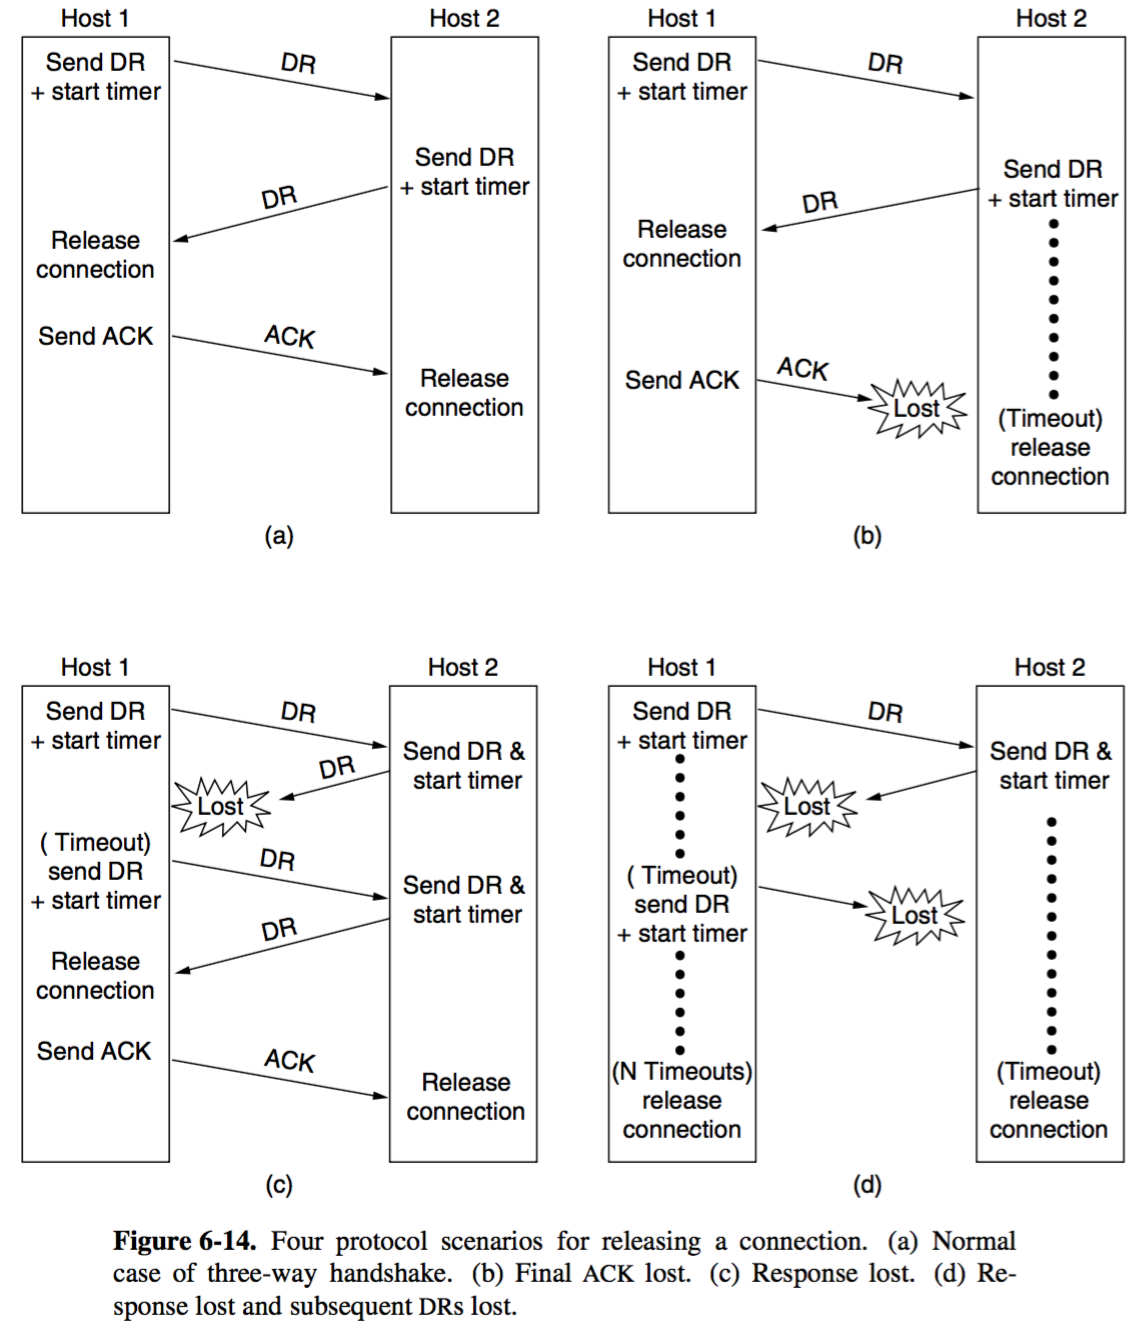 Host 1
Host 2
Send DR
+ start timer
DR
Send DR
+ start timer
DR
Release
connection
Send ACK
ACK
Release
connection
(a)
Host 1
Host 2
Send DR
+ start timer
DR
Send DR
+ start timer
DR
Release
connection
Send ACK
ACK
Lost
(Timeout)
release
connection
(b)
Host 1
Host 2
Send DR
+ start timer
DR
Send DR &
start timer
DR
Lost
( Timeout)
send DR
+ start timer
DR
Send DR &
start timer
DR
Release
connection
Send ACK
ACK
Release
connection
(c)
Host 1
Host 2
Send DR
+ start timer
DR
Send DR &
start timer
Lost
( Timeout)
send DR
+ start timer
Lost
(N Timeouts)
release
connection
(Timeout)
release
connection
(d)
Figure 6-14. Four protocol scenarios for releasing a connection. (a) Normal
case of three-way handshake. (b) Final ACK lost. (c) Response lost. (d) Re-
sponse lost and subsequent DRs lost.